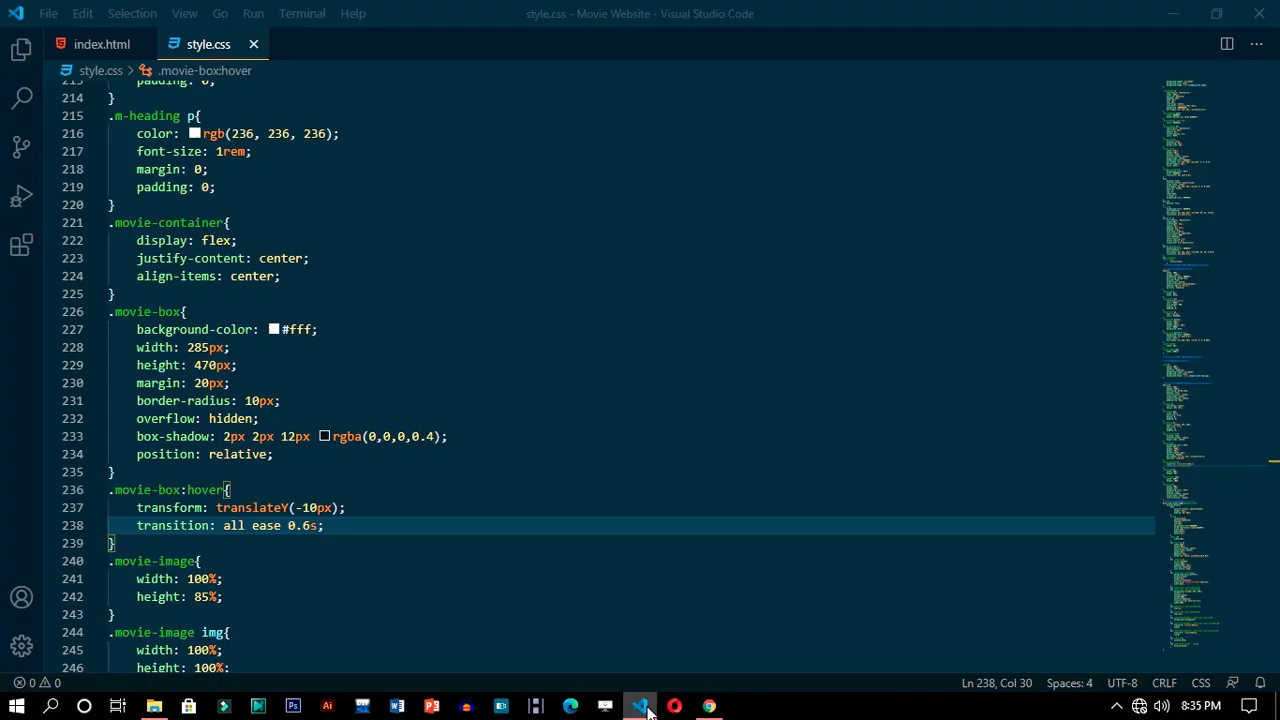 File Edit Selection View Go Run Terminal Help style.css - Movie Website - Visual Studio Code
index.html style.css
style.css > .movie-box:hover
213 padding: 0;
214 }
215 .m-heading p{
216 color: rgb(236, 236, 236);
217 font-size: 1rem;
218 margin: 0;
219 padding: 0;
220 }
221 .movie-container{
222 display: flex;
223 justify-content: center;
224 align-items: center;
225 }
226 .movie-box{
227 background-color: #fff;
228 width: 285px;
229 height: 470px;
230 margin: 20px;
231 border-radius: 10px;
232 overflow: hidden;
233 box-shadow: 2px 2px 12px rgba(0,0,0,0.4);
234 position: relative;
235 }
236 .movie-box:hover{
237 transform: translateY(-10px);
238 transition: all ease 0.6s;
239 }
240 .movie-image{
241 width: 100%;
242 height: 85%;
243 }
244 .movie-image img{
245 width: 100%;
246 height: 100%;
0 0 Ln 238, Col 30 Spaces: 4 UTF-8 CRLF CSS
Ps Ai DEV 8:35 PM